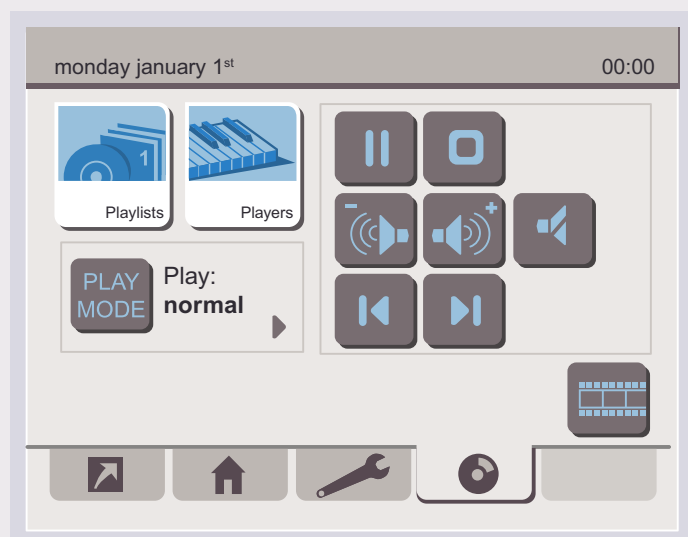 monday january 1st
00:00
1
Playlists
Players
- +
PLAY
MODE
Play:
normal